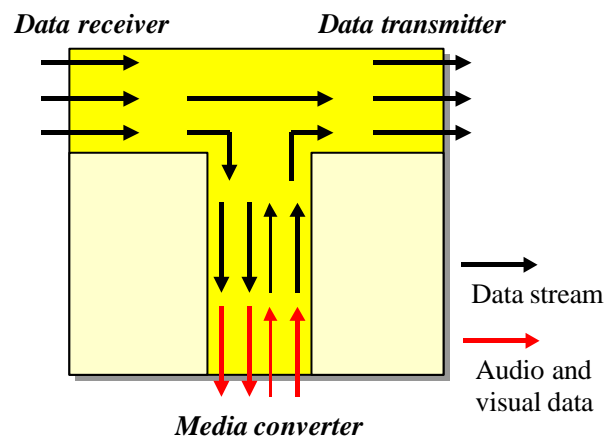 Data receiver
Data transmitter
Data stream
Audio and
visual data
Media converter